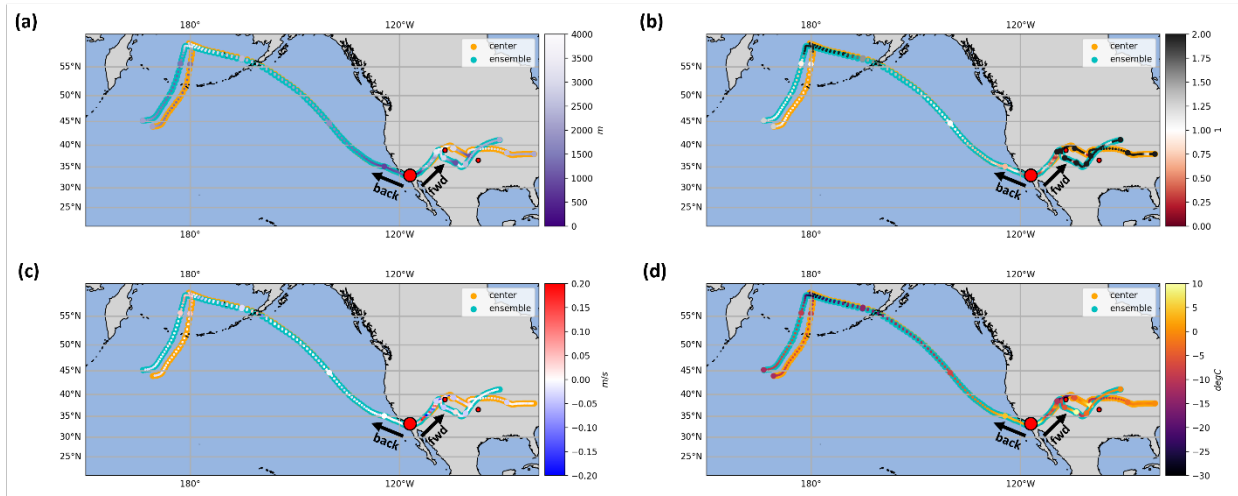 (a)
180°
120°W
center
ensemble
55°N
50°N
45°N
40°N
35°N
30°N
25°N
back
fwd
180°
120°W
4000
3500
3000
2500
2000
1500
1000
500
0
m
(b)
180°
120°W
center
ensemble
55°N
50°N
45°N
40°N
35°N
30°N
25°N
back
fwd
180°
120°W
2.00
1.75
1.50
1.25
1.00
0.75
0.50
0.25
0.00
1
(c)
180°
120°W
center
ensemble
55°N
50°N
45°N
40°N
35°N
30°N
25°N
back
fwd
180°
120°W
0.20
0.15
0.10
0.05
0.00
−0.05
−0.10
−0.15
−0.20
m/s
(d)
180°
120°W
center
ensemble
55°N
50°N
45°N
40°N
35°N
30°N
25°N
back
fwd
180°
120°W
10
5
0
−5
−10
−15
−20
−25
−30
degC